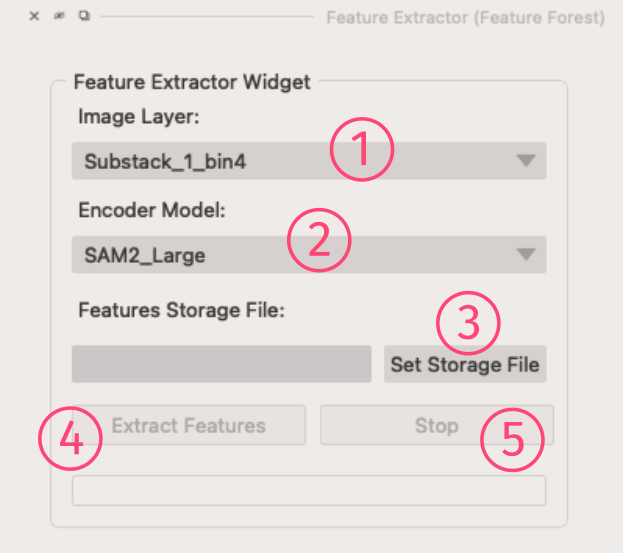 Feature Extractor (Feature Forest)
Feature Extractor Widget
Image Layer:
1
Substack_1_bin4
Encoder Model:
2
SAM2_Large
Features Storage File:
3
Set Storage File
4 Extract Features Stop 5